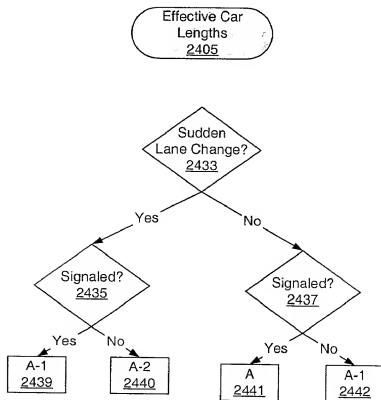 Effective Car
Lengths
2405
Sudden
Lane Change?
2433
Yes
No
Signaled?
2435
Signaled?
2437
Yes
No
Yes
No
A-1
2439
A-2
2440
A
2441
A-1
2442